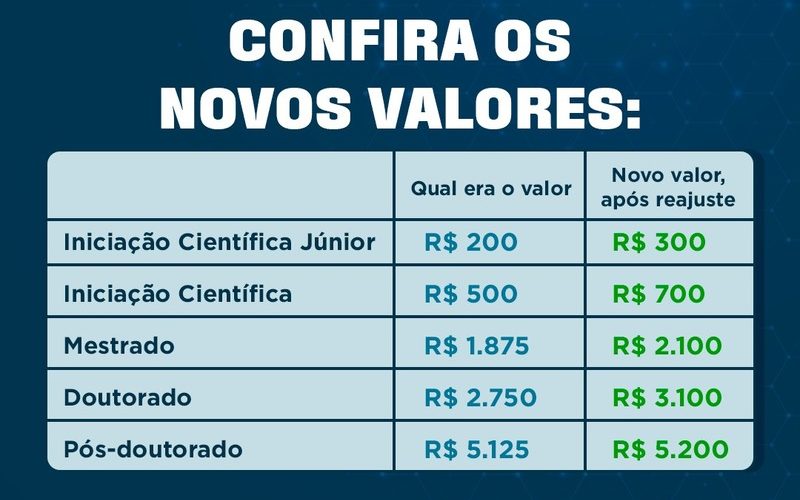 CONFIRA OS
NOVOS VALORES:
Qual era o valor
Novo valor,
após reajuste
Iniciação Científica Júnior R$ 200 R$ 300
Iniciação Científica R$ 500 R$ 700
Mestrado R$ 1.875 R$ 2.100
Doutorado R$ 2.750 R$ 3.100
Pós-doutorado R$ 5.125 R$ 5.200